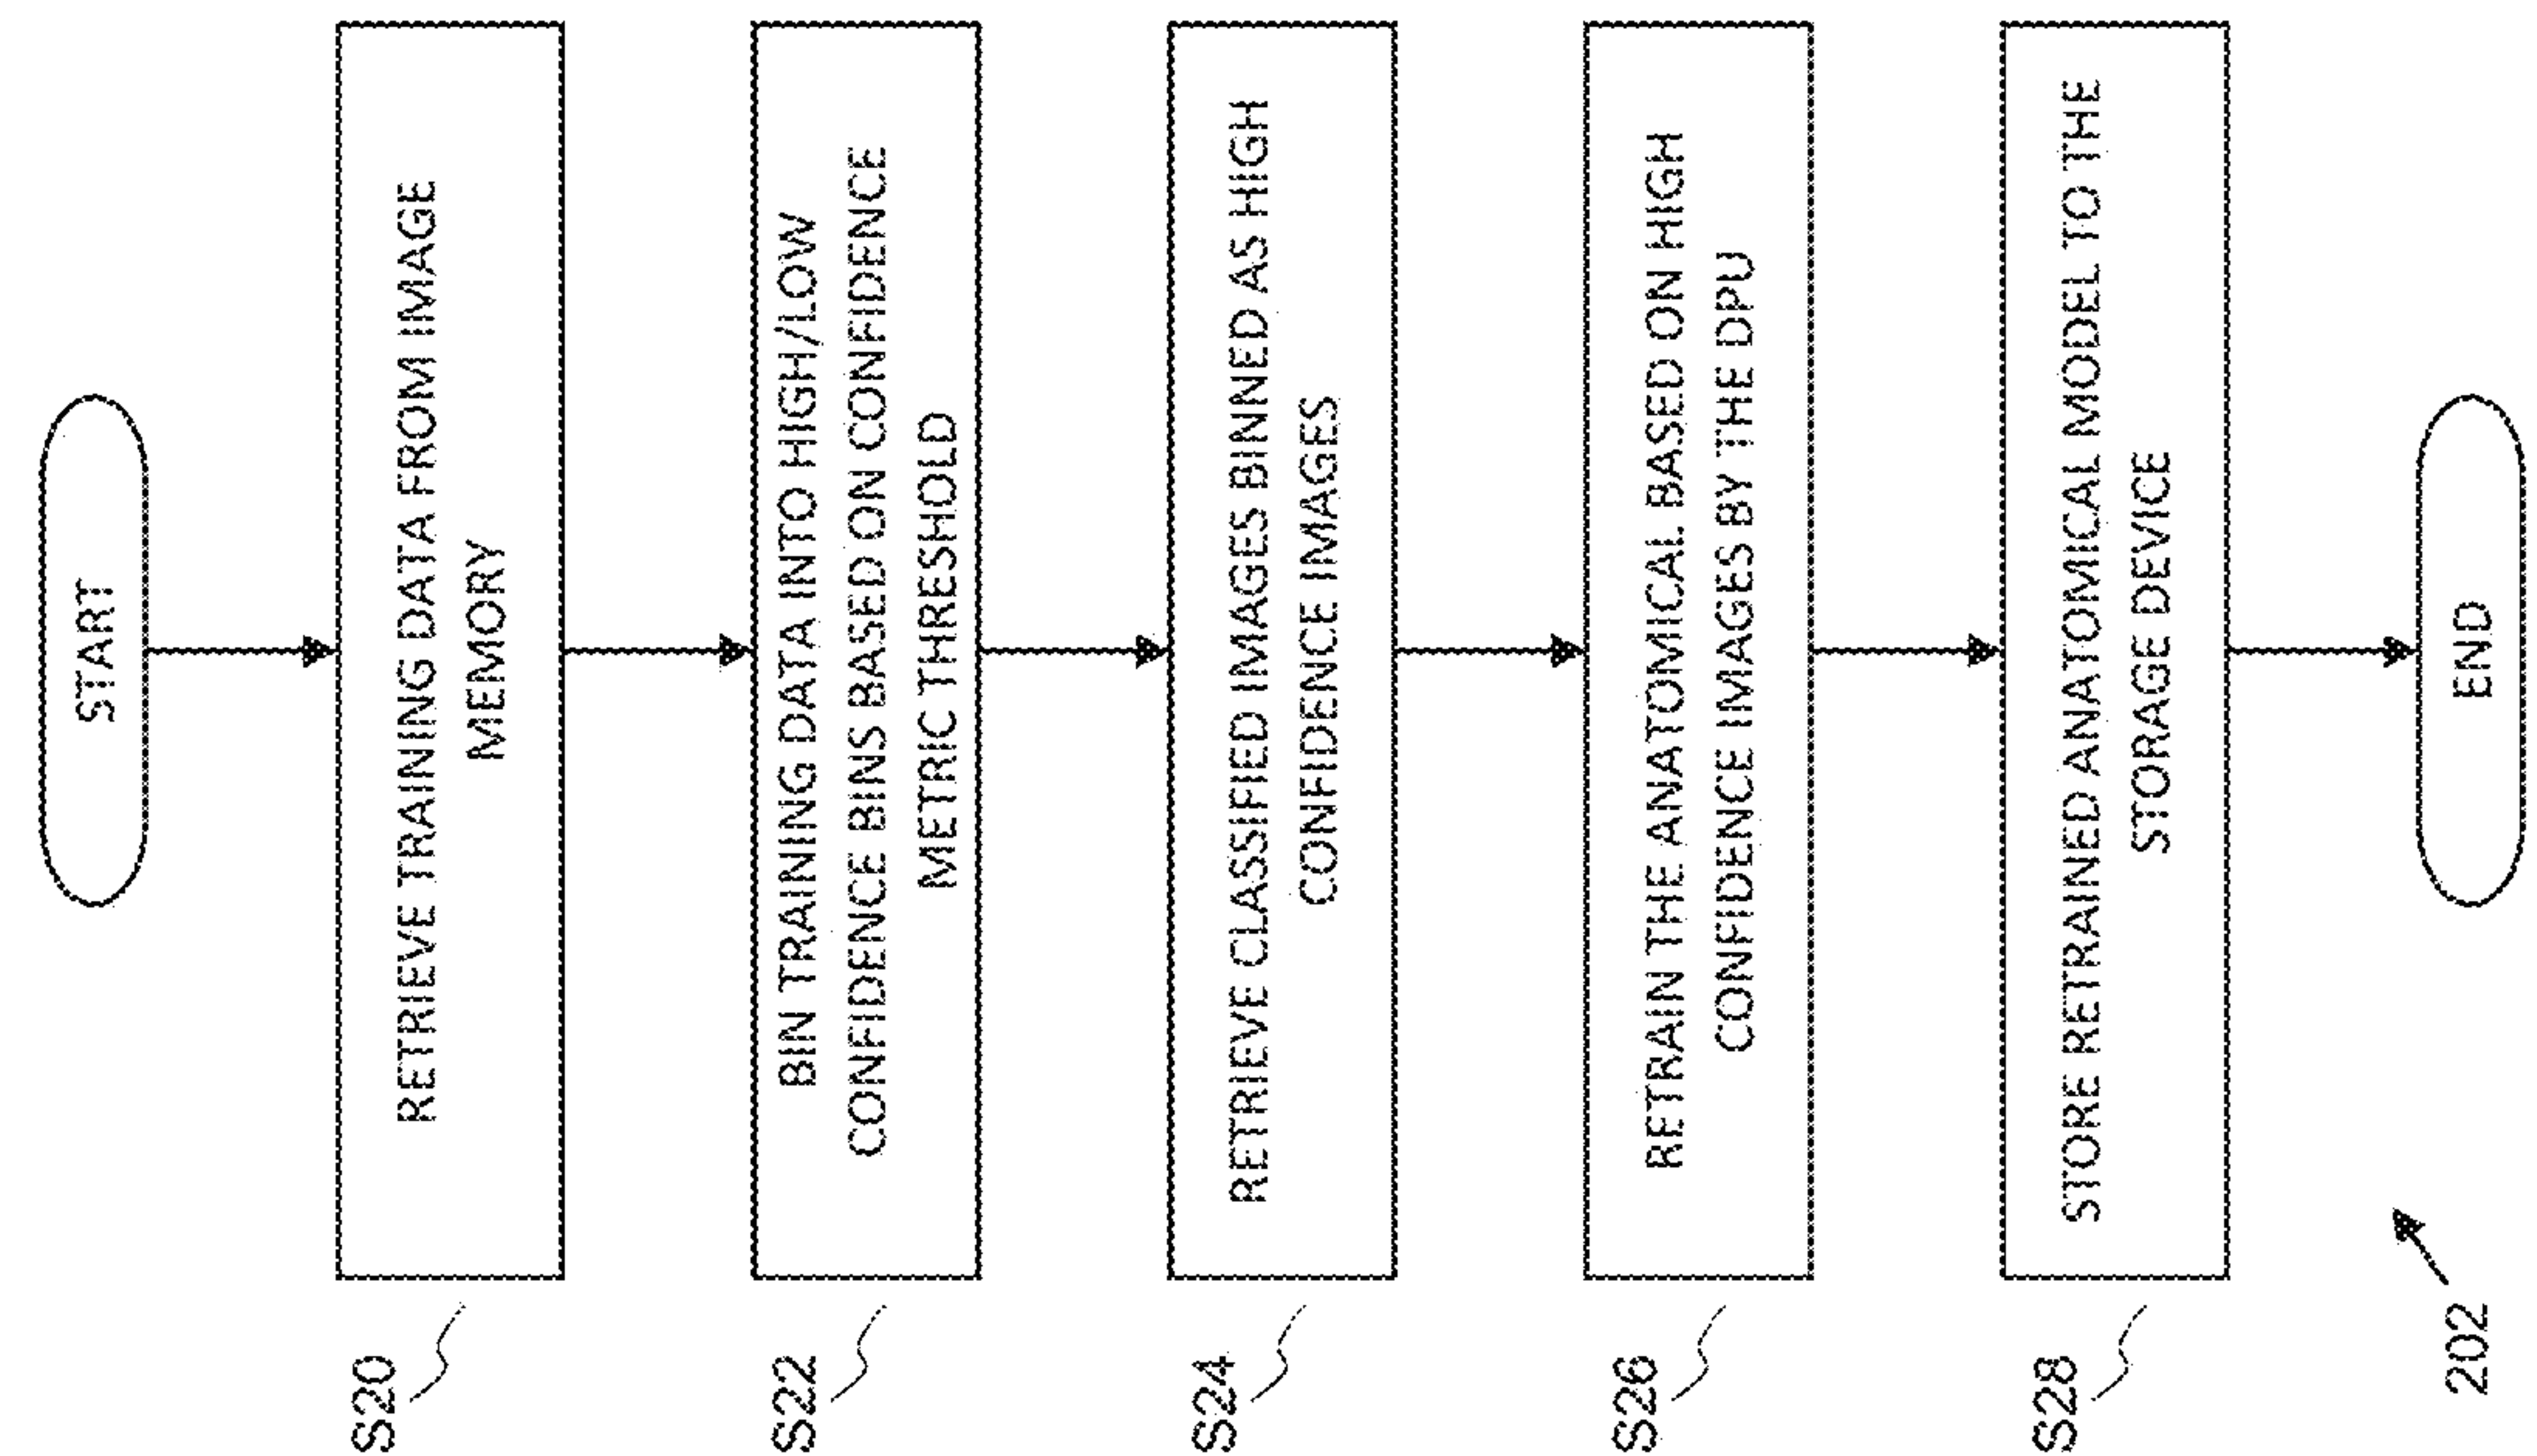 START
S20
RETRIEVE TRAINING DATA FROM IMAGE
MEMORY
S22
BIN TRAINING DATA INTO HIGH/LOW
CONFIDENCE BINS BASED ON CONFIDENCE
METRIC THRESHOLD
S24
RETRIEVE CLASSIFIED IMAGES BINNED AS HIGH
CONFIDENCE IMAGES
S26
RETRAIN THE ANATOMICAL BASED ON HIGH
CONFIDENCE IMAGES BY THE DPU
S28
STORE RETRAINED ANATOMICAL MODEL TO THE
STORAGE DEVICE
END
202